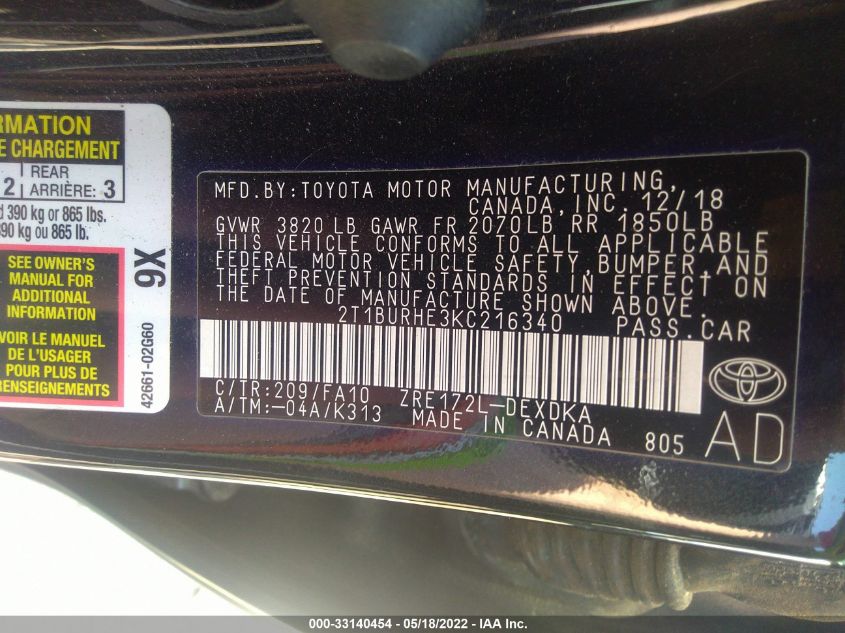 RMATION
E CHARGEMENT
2 REAR ARRIÈRE: 3
d 390 kg or 865 lbs.
390 kg ou 865 lb.
SEE OWNER'S
MANUAL FOR
ADDITIONAL
INFORMATION
VOIR LE MANUEL
DE L'USAGER
POUR PLUS DE
RENSEIGNEMENTS
9X
42661-02G60
MFD.BY:TOYOTA MOTOR MANUFACTURING,
CANADA,INC. 12/18
GVWR 3820 LB GAWR FR 2070LB RR 1850LB
THIS VEHICLE CONFORMS TO ALL APPLICABLE
FEDERAL MOTOR VEHICLE SAFETY,BUMPER,AND
THEFT PREVENTION STANDARDS IN EFFECT ON
THE DATE OF MANUFACTURE SHOWN ABOVE.
2T1BURHE3KC216340 PASS.CAR
C/TR:209/FA10 ZRE172L-DEXDKA
A/TM:-04A/K313 MADE IN CANADA 805
AD
000-33140454 - 05/18/2022 - IAA Inc.